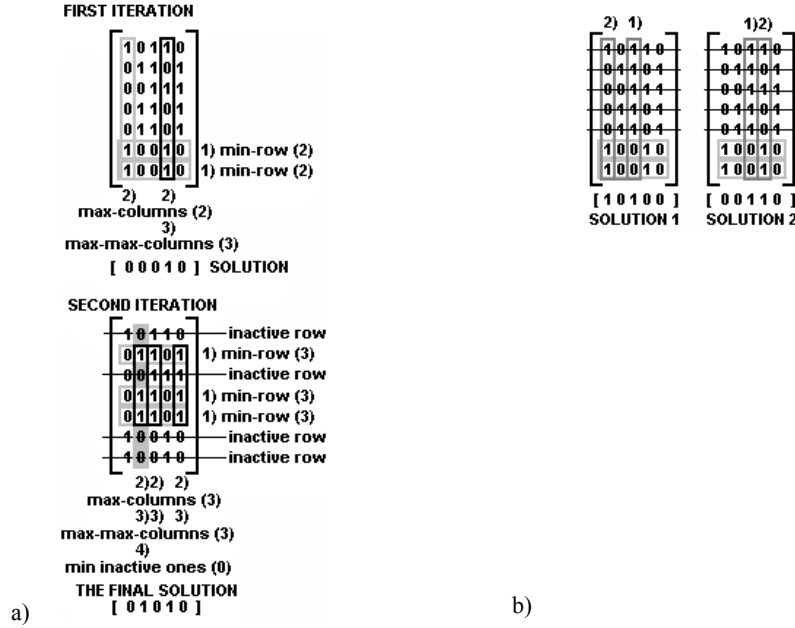 FIRST ITERATION
1 0 1 1 0
0 1 1 0 1
0 0 1 1 1
0 1 1 0 1
0 1 1 0 1
1 0 0 1 0 1) min-row (2)
1 0 0 1 0 1) min-row (2)
2) 2)
max-columns (2)
3)
max-max-columns (3)
[ 0 0 0 1 0 ] SOLUTION
SECOND ITERATION
1 0 1 1 0 inactive row
0 1 1 0 1 1) min-row (3)
0 0 1 1 1 inactive row
0 1 1 0 1 1) min-row (3)
0 1 1 0 1 1) min-row (3)
1 0 0 1 0 inactive row
1 0 0 1 0 inactive row
2)2) 2)
max-columns (3)
3)3) 3)
max-max-columns (3)
4)
min inactive ones (0)
THE FINAL SOLUTION
[ 0 1 0 1 0 ]
a)
2) 1)
1 0 1 1 0
0 1 1 0 1
0 0 1 1 1
0 1 1 0 1
0 1 1 0 1
1 0 0 1 0
1 0 0 1 0
[ 1 0 1 0 0 ]
SOLUTION 1
1)2)
1 0 1 1 0
0 1 1 0 1
0 0 1 1 1
0 1 1 0 1
0 1 1 0 1
1 0 0 1 0
1 0 0 1 0
[ 0 0 1 1 0 ]
SOLUTION 2
b)